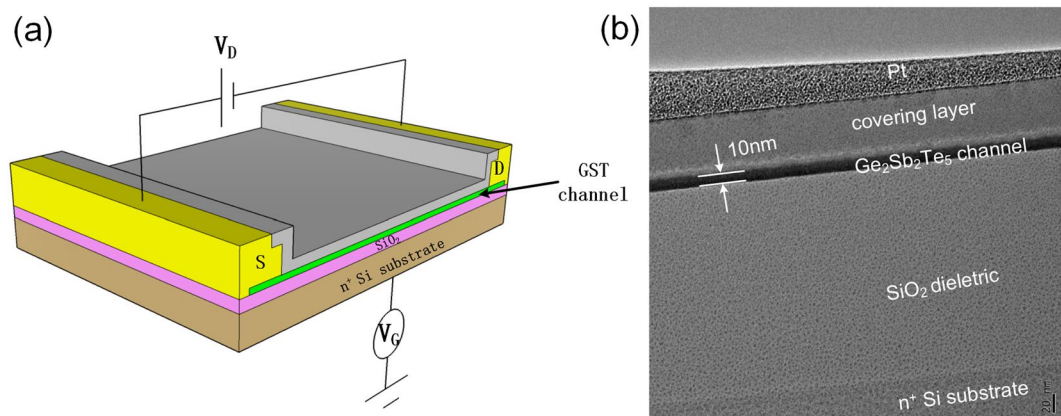 (a)
V_D
GST
channel
D
S
SiO₂
n⁺ Si substrate
V_G
(b)
Pt
covering layer
10nm
Ge₂Sb₂Te₅ channel
SiO₂ dieletric
n⁺ Si substrate